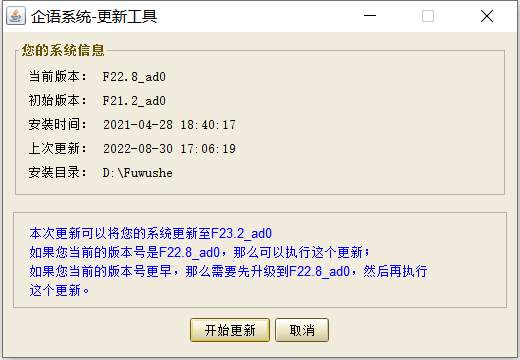 企语系统-更新工具
您的系统信息
当前版本： F22.8_ad0
初始版本： F21.2_ad0
安装时间： 2021-04-28 18:40:17
上次更新： 2022-08-30 17:06:19
安装目录： D:\Fuwushe
本次更新可以将您的系统更新至F23.2_ad0
如果您当前的版本号是F22.8_ad0，那么可以执行这个更新；
如果您当前的版本号更早，那么需要先升级到F22.8_ad0，然后再执行
这个更新。
开始更新 取消